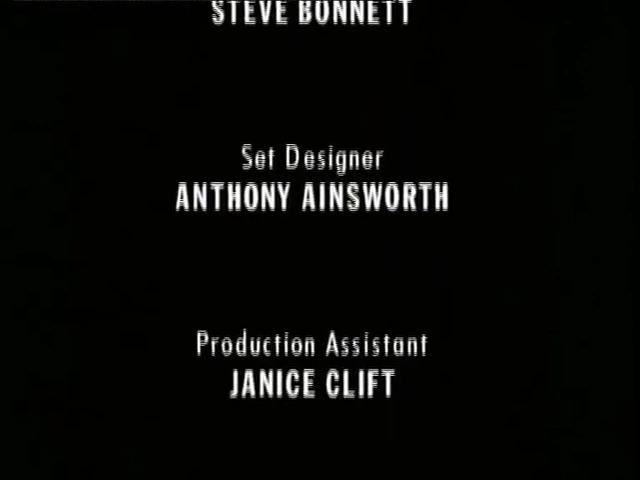 STEVE BONNETT
Set Designer
ANTHONY AINSWORTH
Production Assistant
JANICE CLIFT